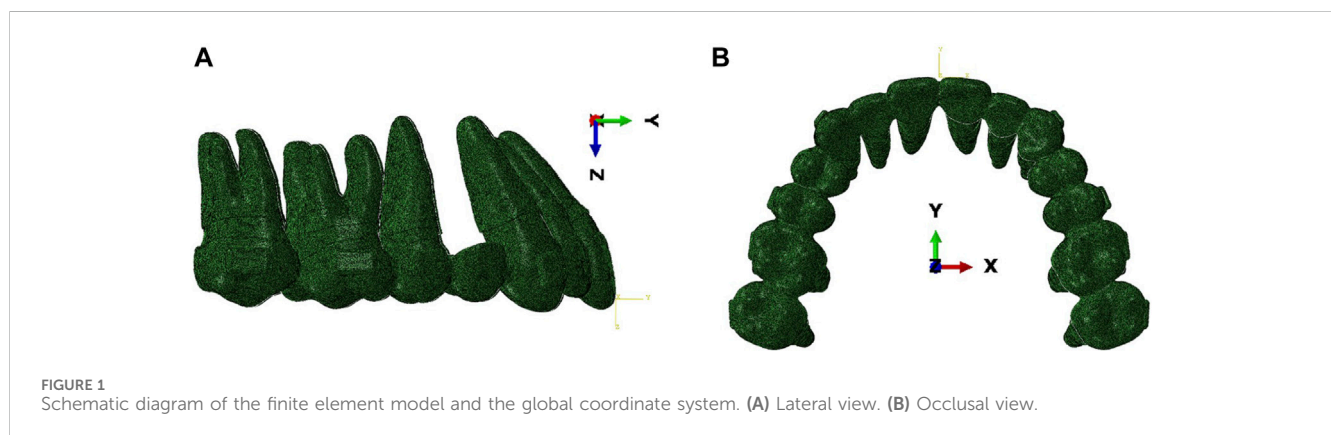 A
B
Y
Z
Y
X
Z
FIGURE 1
Schematic diagram of the finite element model and the global coordinate system. (A) Lateral view. (B) Occlusal view.